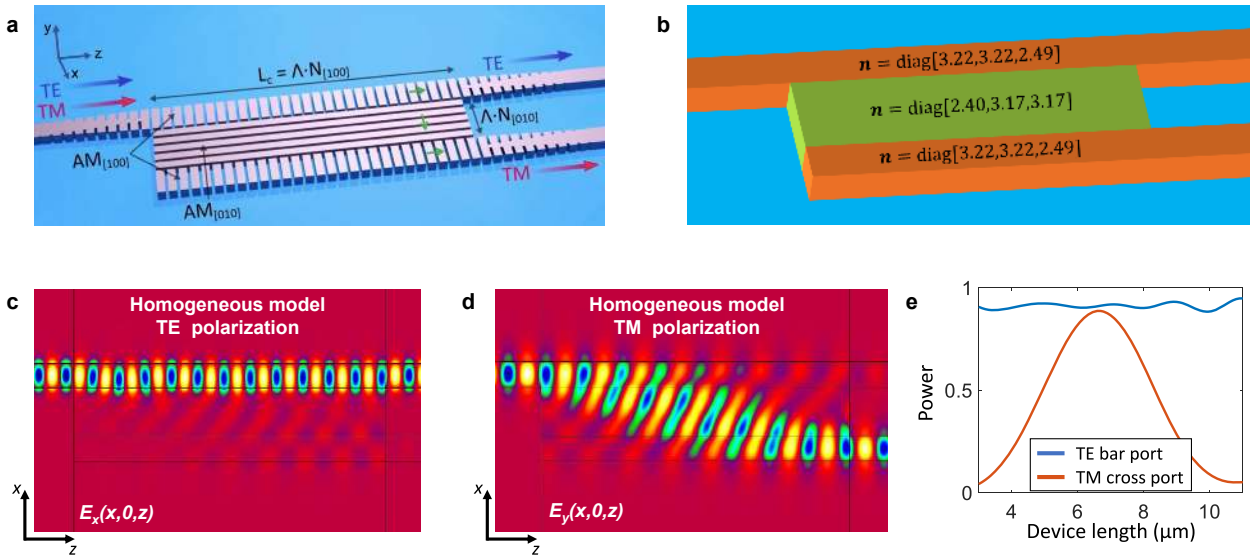 a
y
z
x
TE
TM
L_c = Λ·N_[100]
TE
Λ·N_[010]
AM_[100]
AM_[010]
TM
b
n = diag[3.22,3.22,2.49]
n = diag[2.40,3.17,3.17]
n = diag[3.22,3.22,2.49]
c
Homogeneous model
TE polarization
E_x(x,0,z)
x
z
d
Homogeneous model
TM polarization
E_y(x,0,z)
x
z
e
1
0.5
0
Power
TE bar port
TM cross port
4
6
8
10
Device length (μm)